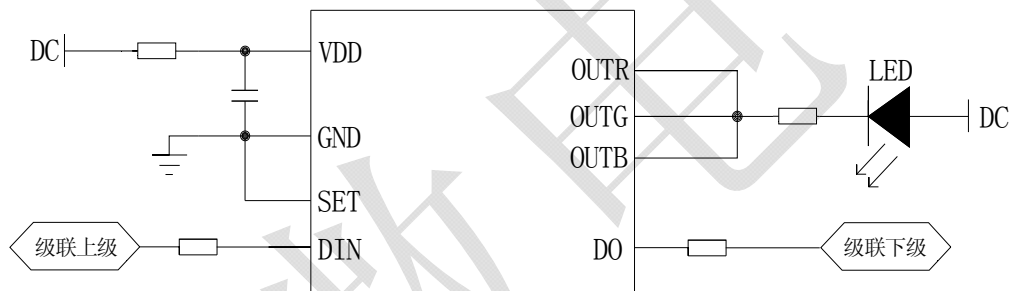 DC
VDD
GND
SET
DIN
级联上级
OUTR
OUTG
OUTB
DO
LED
DC
级联下级